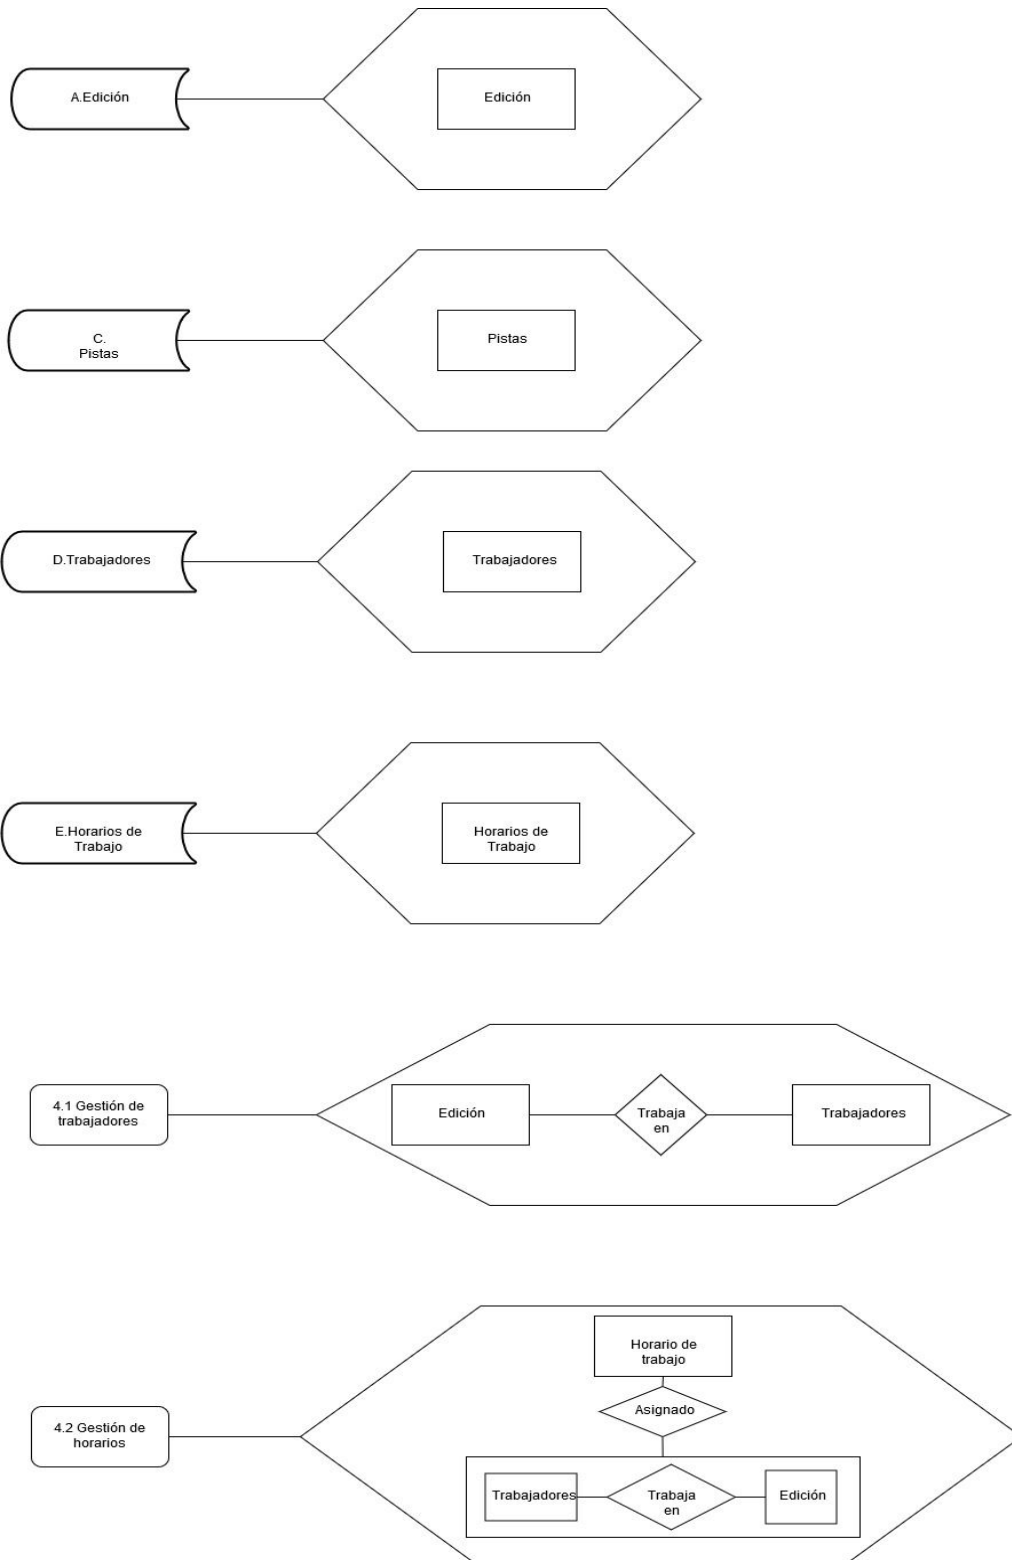 A.Edición
Edición
C.
Pistas
Pistas
D.Trabajadores
Trabajadores
E.Horarios de
Trabajo
Horarios de
Trabajo
4.1 Gestión de
trabajadores
Edición
Trabaja
en
Trabajadores
4.2 Gestión de
horarios
Horario de
trabajo
Asignado
Trabajadores
Trabaja
en
Edición